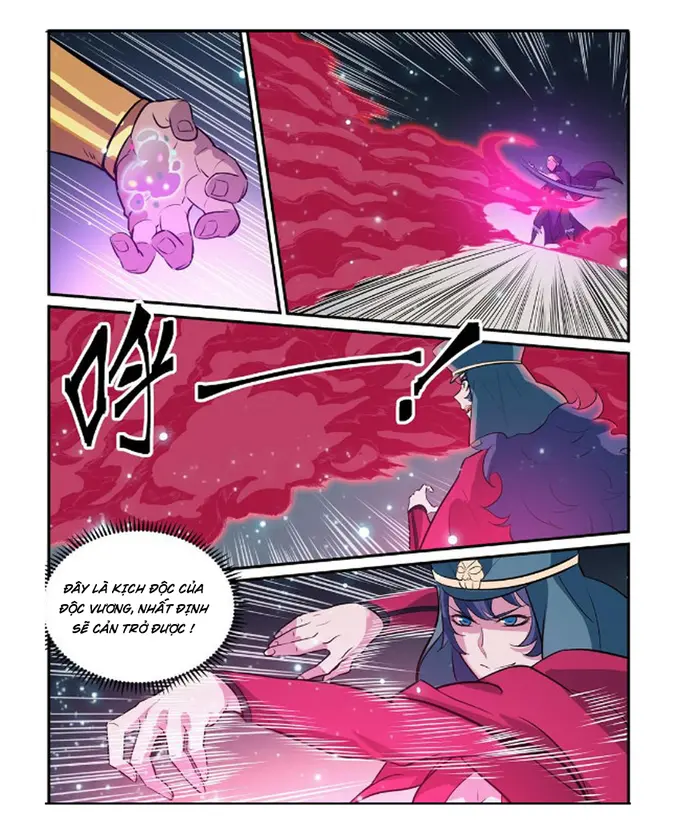 呼一!
ĐÂY LÀ KỊCH ĐỘC CỦA
ĐỘC VƯƠNG, NHẤT ĐỊNH
SẼ CẢN TRỞ ĐƯỢC !